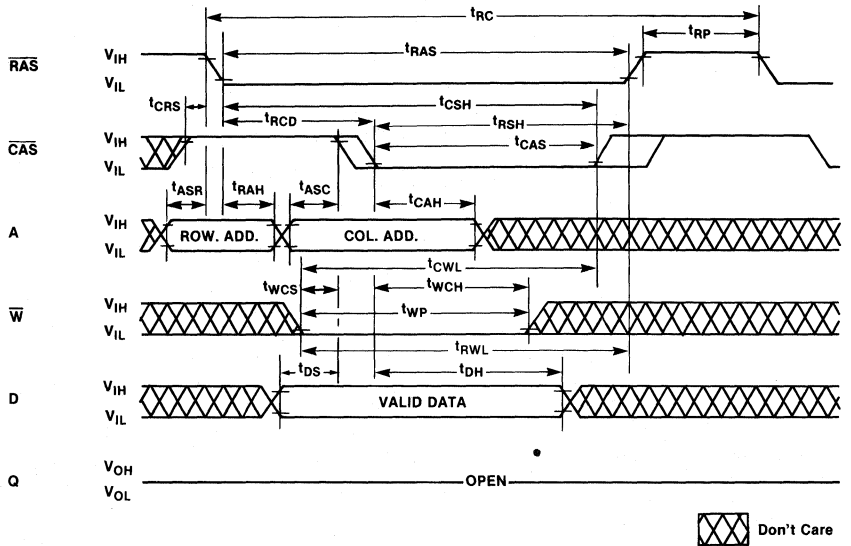 tRC
tRP
RAS
VIH
VIL
tRAS
tCRS
tCSH
tRCD
tRSH
CAS
VIH
VIL
tCAS
tASR
tRAH
tASC
tCAH
A
VIH
VIL
ROW. ADD.
COL. ADD.
tCWL
tWCS
tWCH
W
VIH
VIL
tWP
tRWL
tDS
tDH
D
VIH
VIL
VALID DATA
Q
VOH
VOL
OPEN
Don't Care